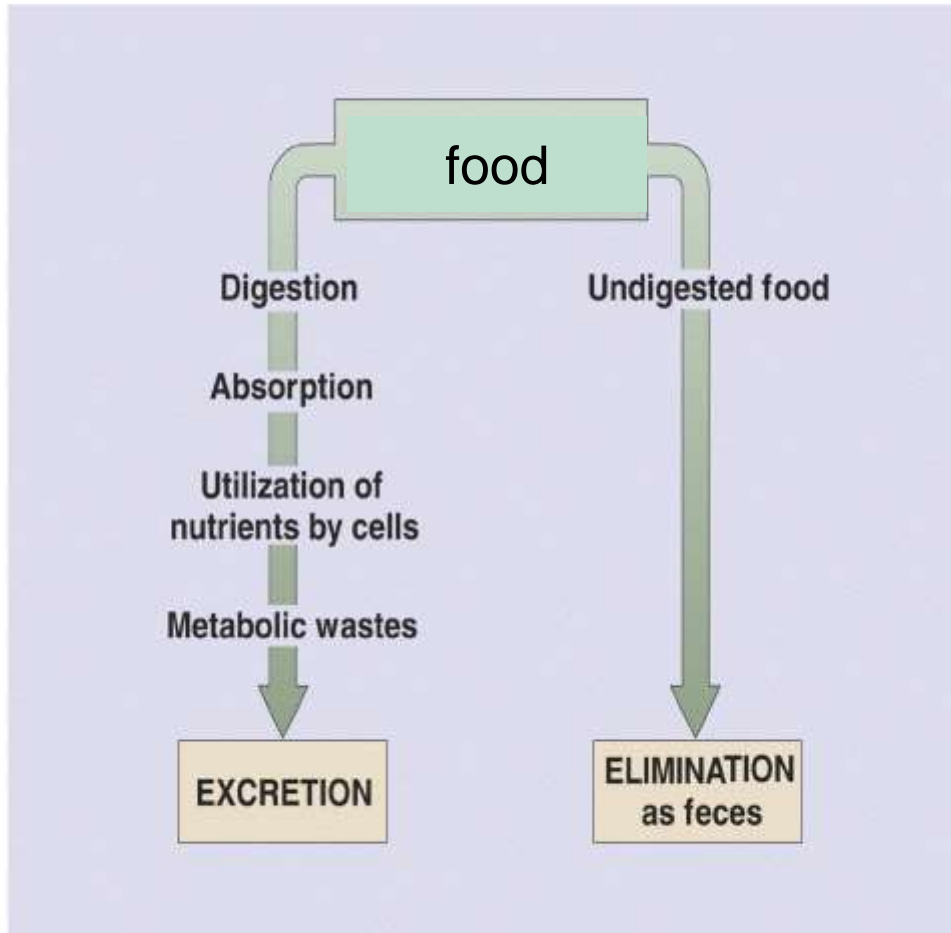 food
Digestion
Absorption
Utilization of
nutrients by cells
Metabolic wastes
EXCRETION
Undigested food
ELIMINATION
as feces